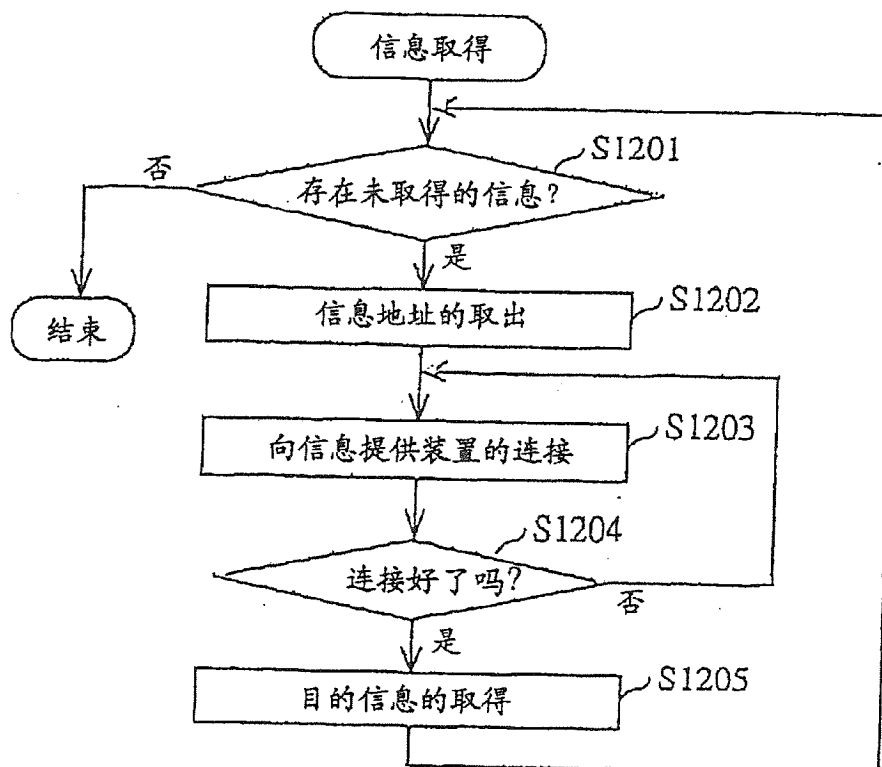 信息取得
S1201
否
存在未取得的信息?
是
S1202
信息地址的取出
结束
S1203
向信息提供装置的连接
S1204
连接好了吗?
否
是
S1205
目的信息的取得